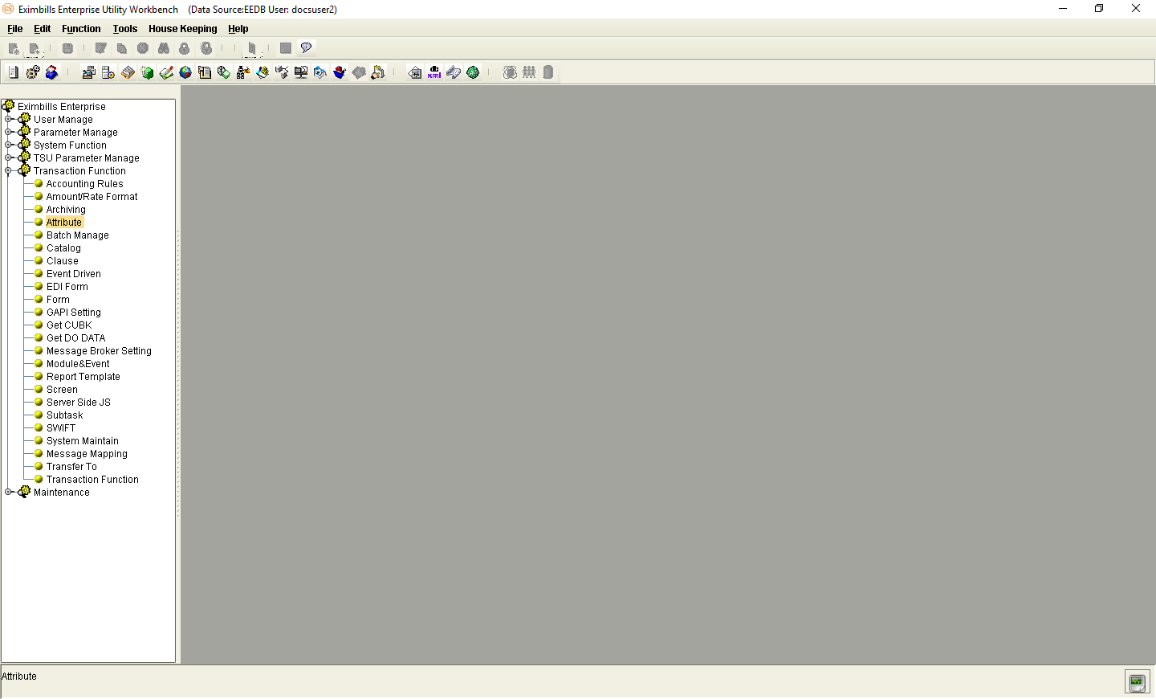 Eximbills Enterprise Utility Workbench (Data Source:EEDB User: docsuser2)
File Edit Function Tools House Keeping Help
Eximbills Enterprise
User Manage
Parameter Manage
System Function
TSU Parameter Manage
Transaction Function
Accounting Rules
Amount/Rate Format
Archiving
Attribute
Batch Manage
Catalog
Clause
Event Driven
EDI Form
Form
GAPI Setting
Get CUBK
Get DO DATA
Message Broker Setting
Module&Event
Report Template
Screen
Server Side JS
Subtask
SWIFT
System Maintain
Message Mapping
Transfer To
Transaction Function
Maintenance
Attribute